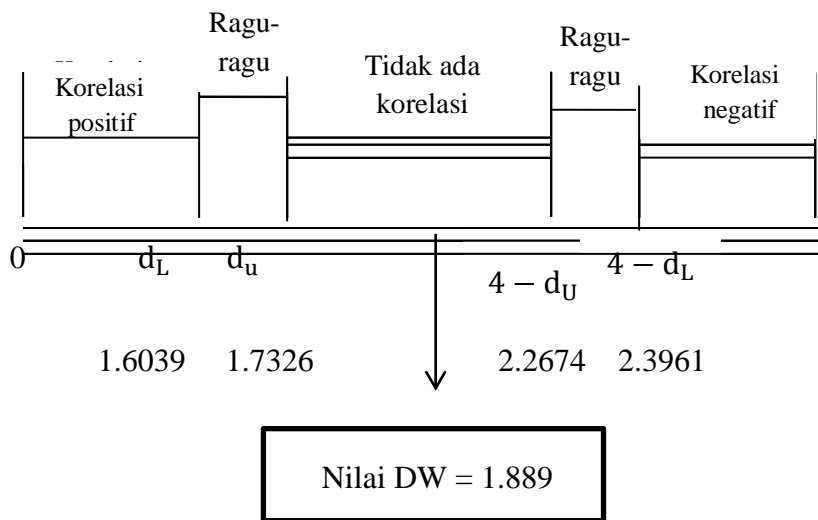 Ragu-
ragu
Tidak ada
korelasi
Ragu-
ragu
Korelasi
positif
Korelasi
negatif
0 dL du 4 − dU 4 − dL
1.6039 1.7326 2.2674 2.3961
Nilai DW = 1.889